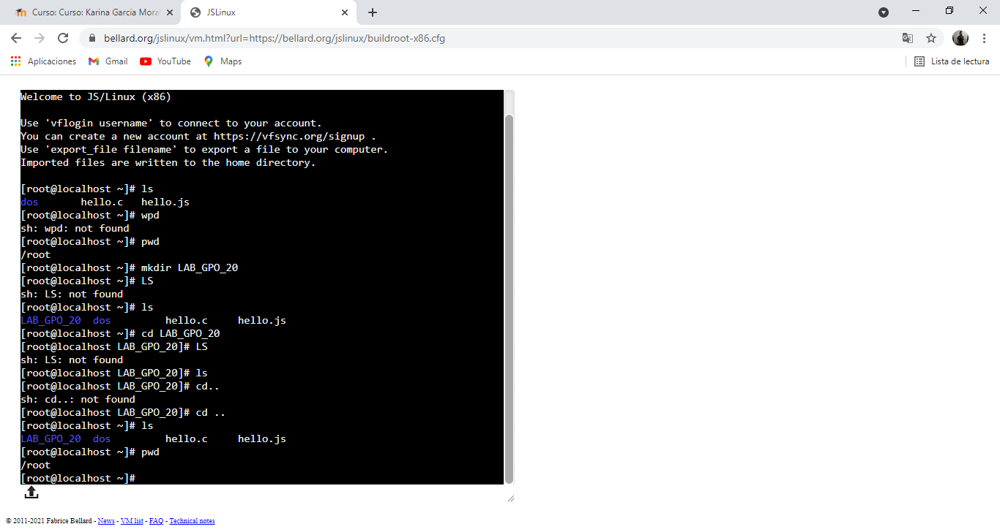 Curso: Curso: Karina Garcia Mora
JSLinux
bellard.org/jslinux/vm.html?url=https://bellard.org/jslinux/buildroot-x86.cfg
Aplicaciones Gmail YouTube Maps Lista de lectura
Welcome to JS/Linux (x86)
Use 'vflogin username' to connect to your account.
You can create a new account at https://vfsync.org/signup .
Use 'export_file filename' to export a file to your computer.
Imported files are written to the home directory.
[root@localhost ~]# ls
dos hello.c hello.js
[root@localhost ~]# wpd
sh: wpd: not found
[root@localhost ~]# pwd
/root
[root@localhost ~]# mkdir LAB_GPO_20
[root@localhost ~]# LS
sh: LS: not found
[root@localhost ~]# ls
LAB_GPO_20 dos hello.c hello.js
[root@localhost ~]# cd LAB_GPO_20
[root@localhost LAB_GPO_20]# LS
sh: LS: not found
[root@localhost LAB_GPO_20]# ls
[root@localhost LAB_GPO_20]# cd..
sh: cd..: not found
[root@localhost LAB_GPO_20]# cd ..
[root@localhost ~]# ls
LAB_GPO_20 dos hello.c hello.js
[root@localhost ~]# pwd
/root
[root@localhost ~]#
© 2011-2021 Fabrice Bellard - News - VM list - FAQ - Technical notes